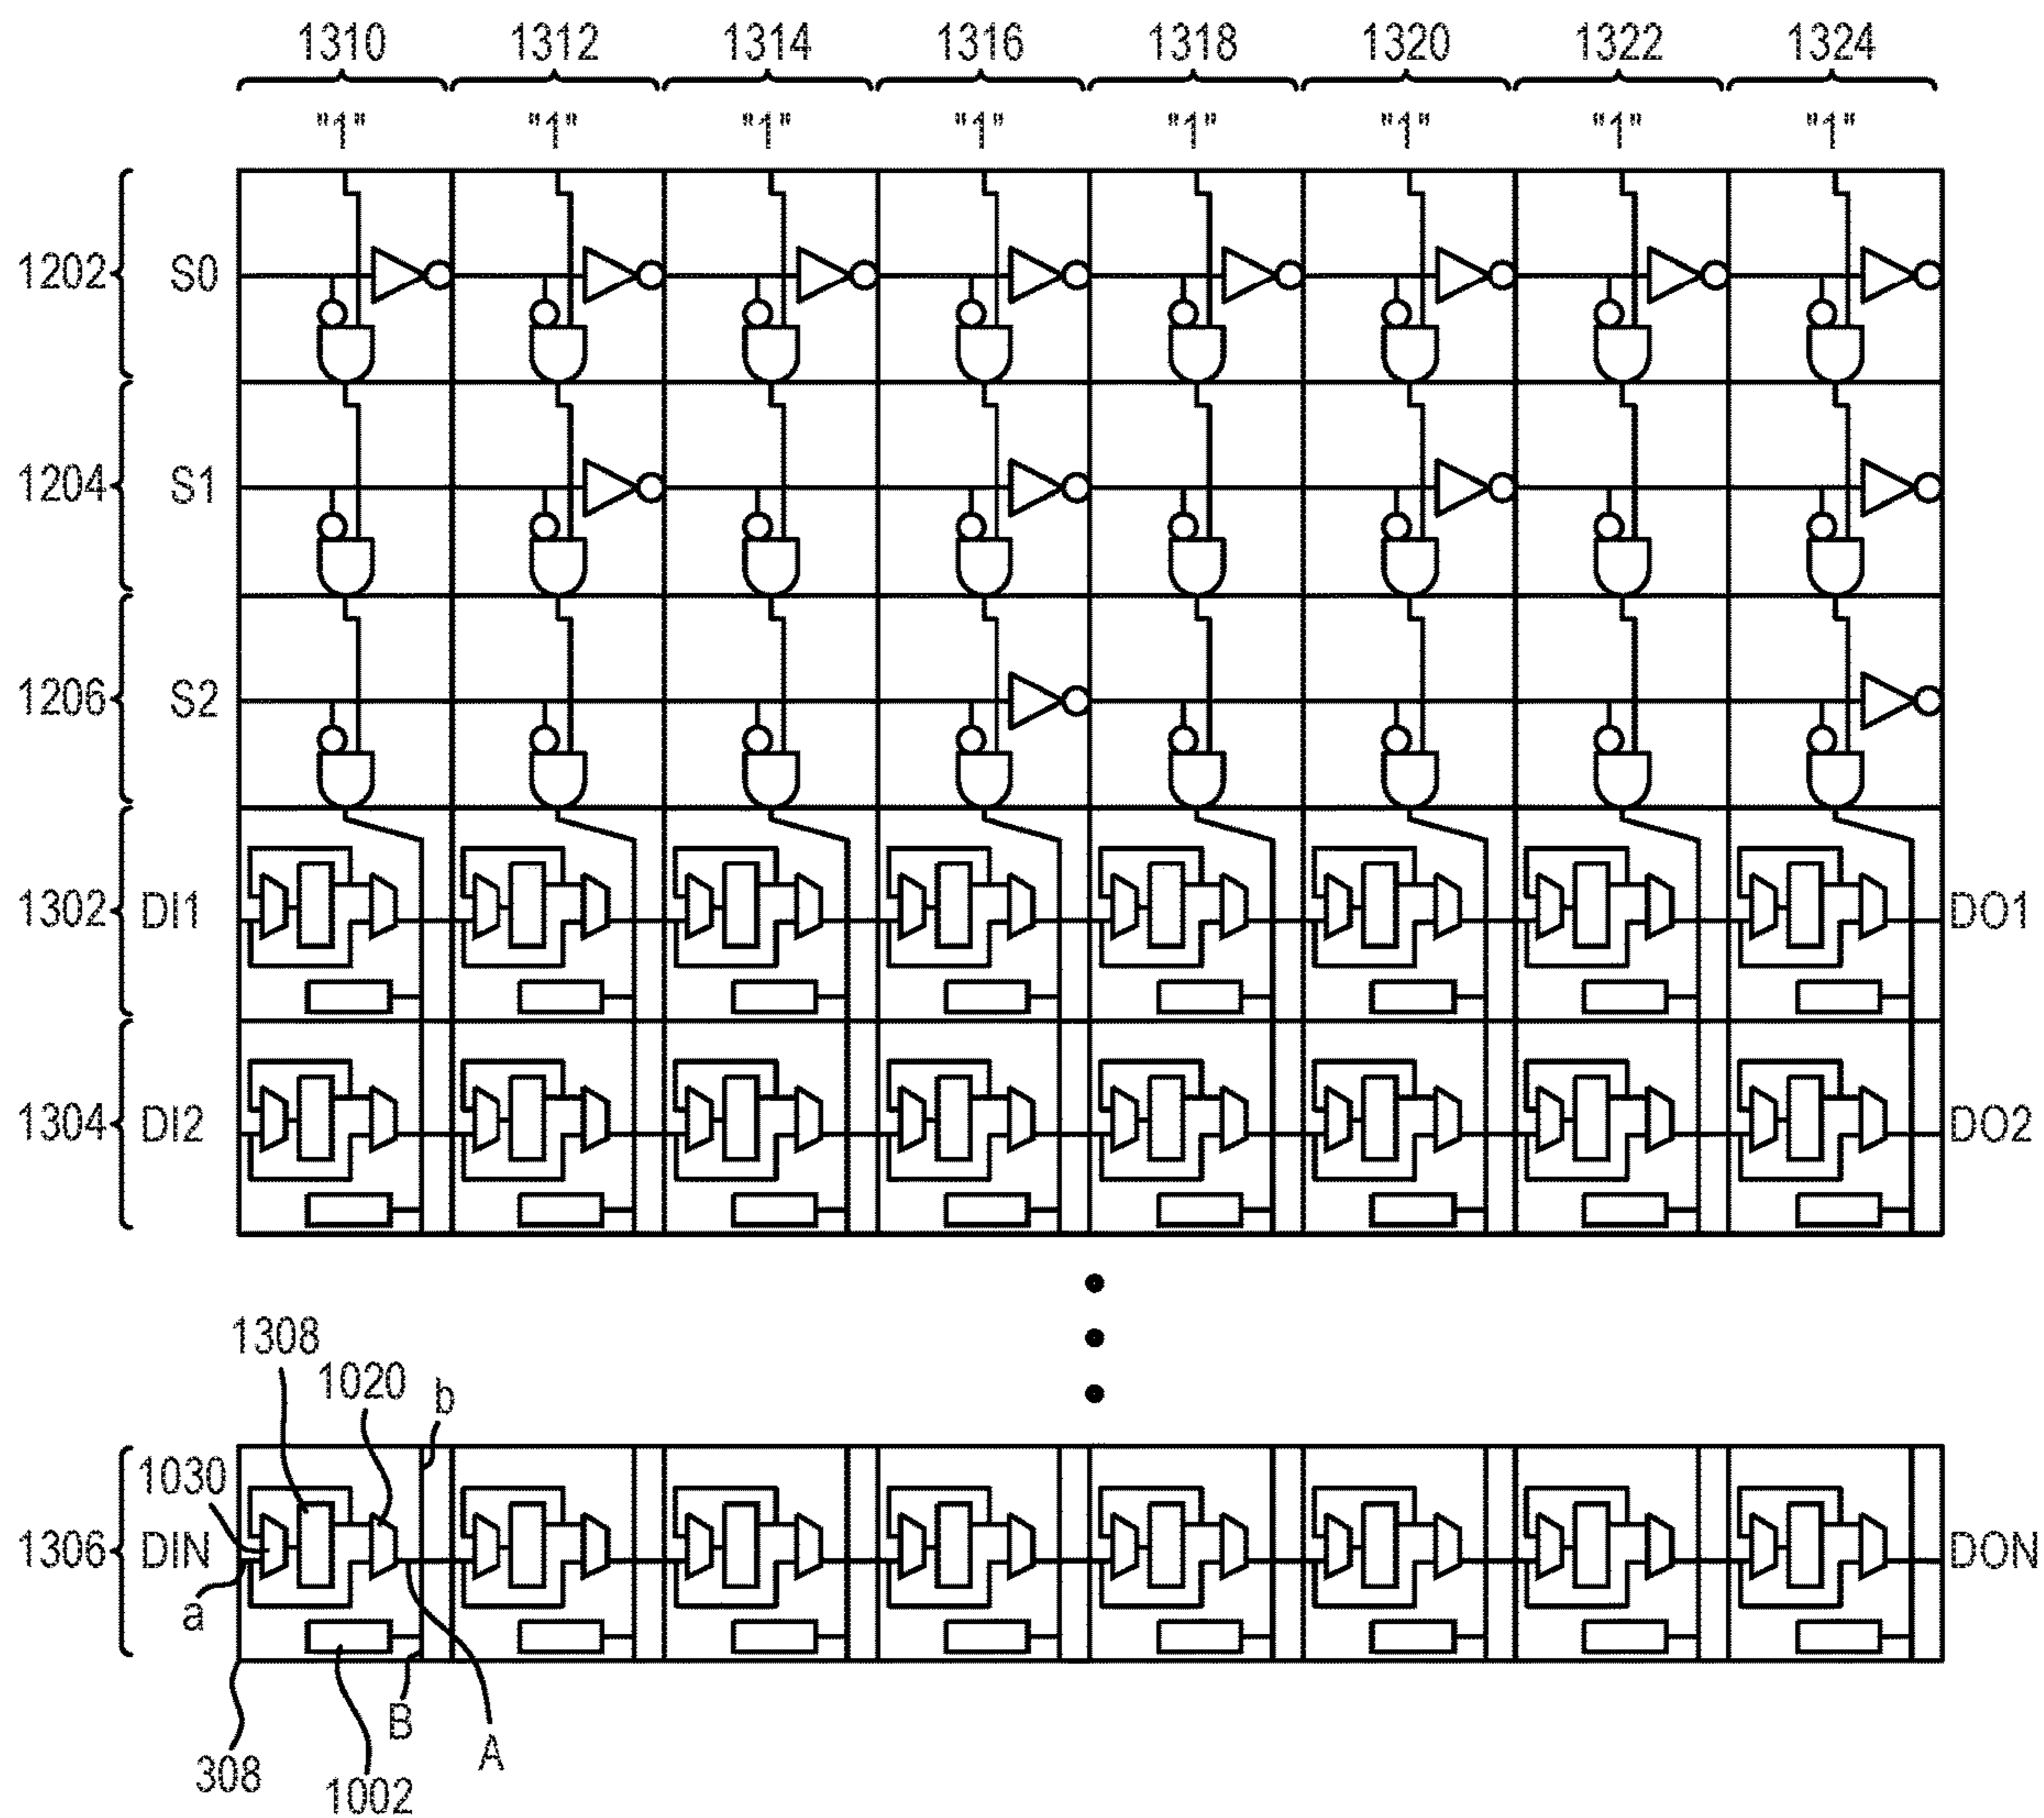 1310 1312 1314 1316 1318 1320 1322 1324
"1" "1" "1" "1" "1" "1" "1" "1"
1202 S0
1204 S1
1206 S2
1302 DI1 DO1
1304 DI2 DO2
1308
1020 b
1030
1306 DIN DON
a
B
A
308
1002